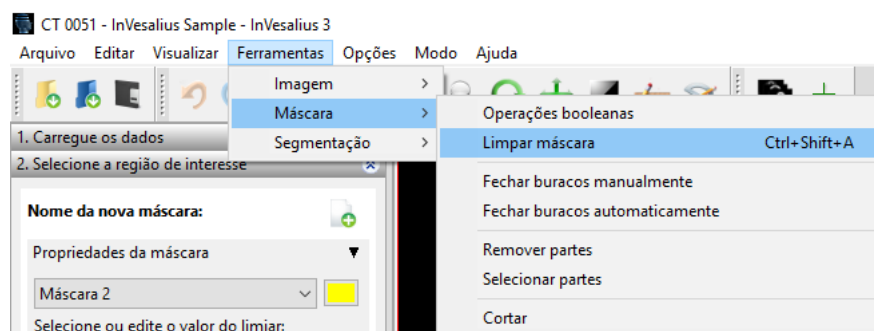 CT 0051 - InVesalius Sample - InVesalius 3
Arquivo Editar Visualizar Ferramentas Opções Modo Ajuda
Imagem >
Máscara >
Segmentação >
Operações booleanas
Limpar máscara Ctrl+Shift+A
Fechar buracos manualmente
Fechar buracos automaticamente
Remover partes
Selecionar partes
Cortar
1. Carregue os dados
2. Selecione a região de interesse
Nome da nova máscara:
Propriedades da máscara
Máscara 2
Selecione ou edite o valor do limiar: